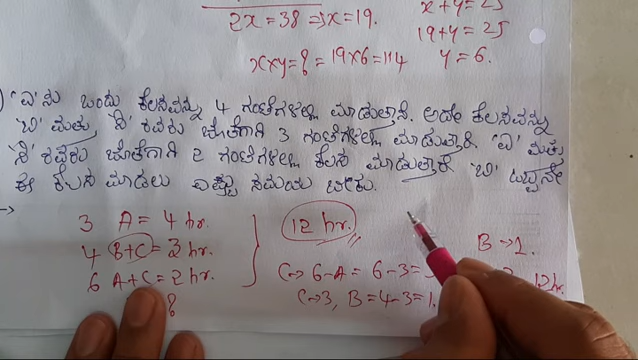 2x = 38 ⇒ x = 19.
x + y = 25
19 + y = 25
x × y = ? = 19 × 6 = 114
y = 6.
'ಎ' ನು ಒಂದು ಕೆಲಸವನ್ನು 4 ಗಂಟೆಗಳಲ್ಲಿ ಮಾಡುತ್ತಾನೆ. ಅದೇ ಕೆಲಸವನ್ನು
'ಬಿ' ಮತ್ತು 'ಸಿ' ರವರು ಜೊತೆಗಾಗಿ 3 ಗಂಟೆಗಳಲ್ಲಿ ಮಾಡುತ್ತಾರೆ. 'ಎ' ಮತ್ತು
'ಸಿ' ರವರು ಜೊತೆಗಾಗಿ 2 ಗಂಟೆಗಳಲ್ಲಿ ಕೆಲಸ ಮಾಡುತ್ತಾರೆ 'ಬಿ' ಒಬ್ಬನೇ
ಈ ಕೆಲಸ ಮಾಡಲು ಎಷ್ಟು ಸಮಯ ಬೇಕು.
3 A = 4 hr.
4 B+C = 3 hr.
6 A+C = 2 hr.
12 hr.
B → 1.
C → 6 - A = 6 - 3 =
C → 3, B = 4 - 3 = 1.
12 hr.